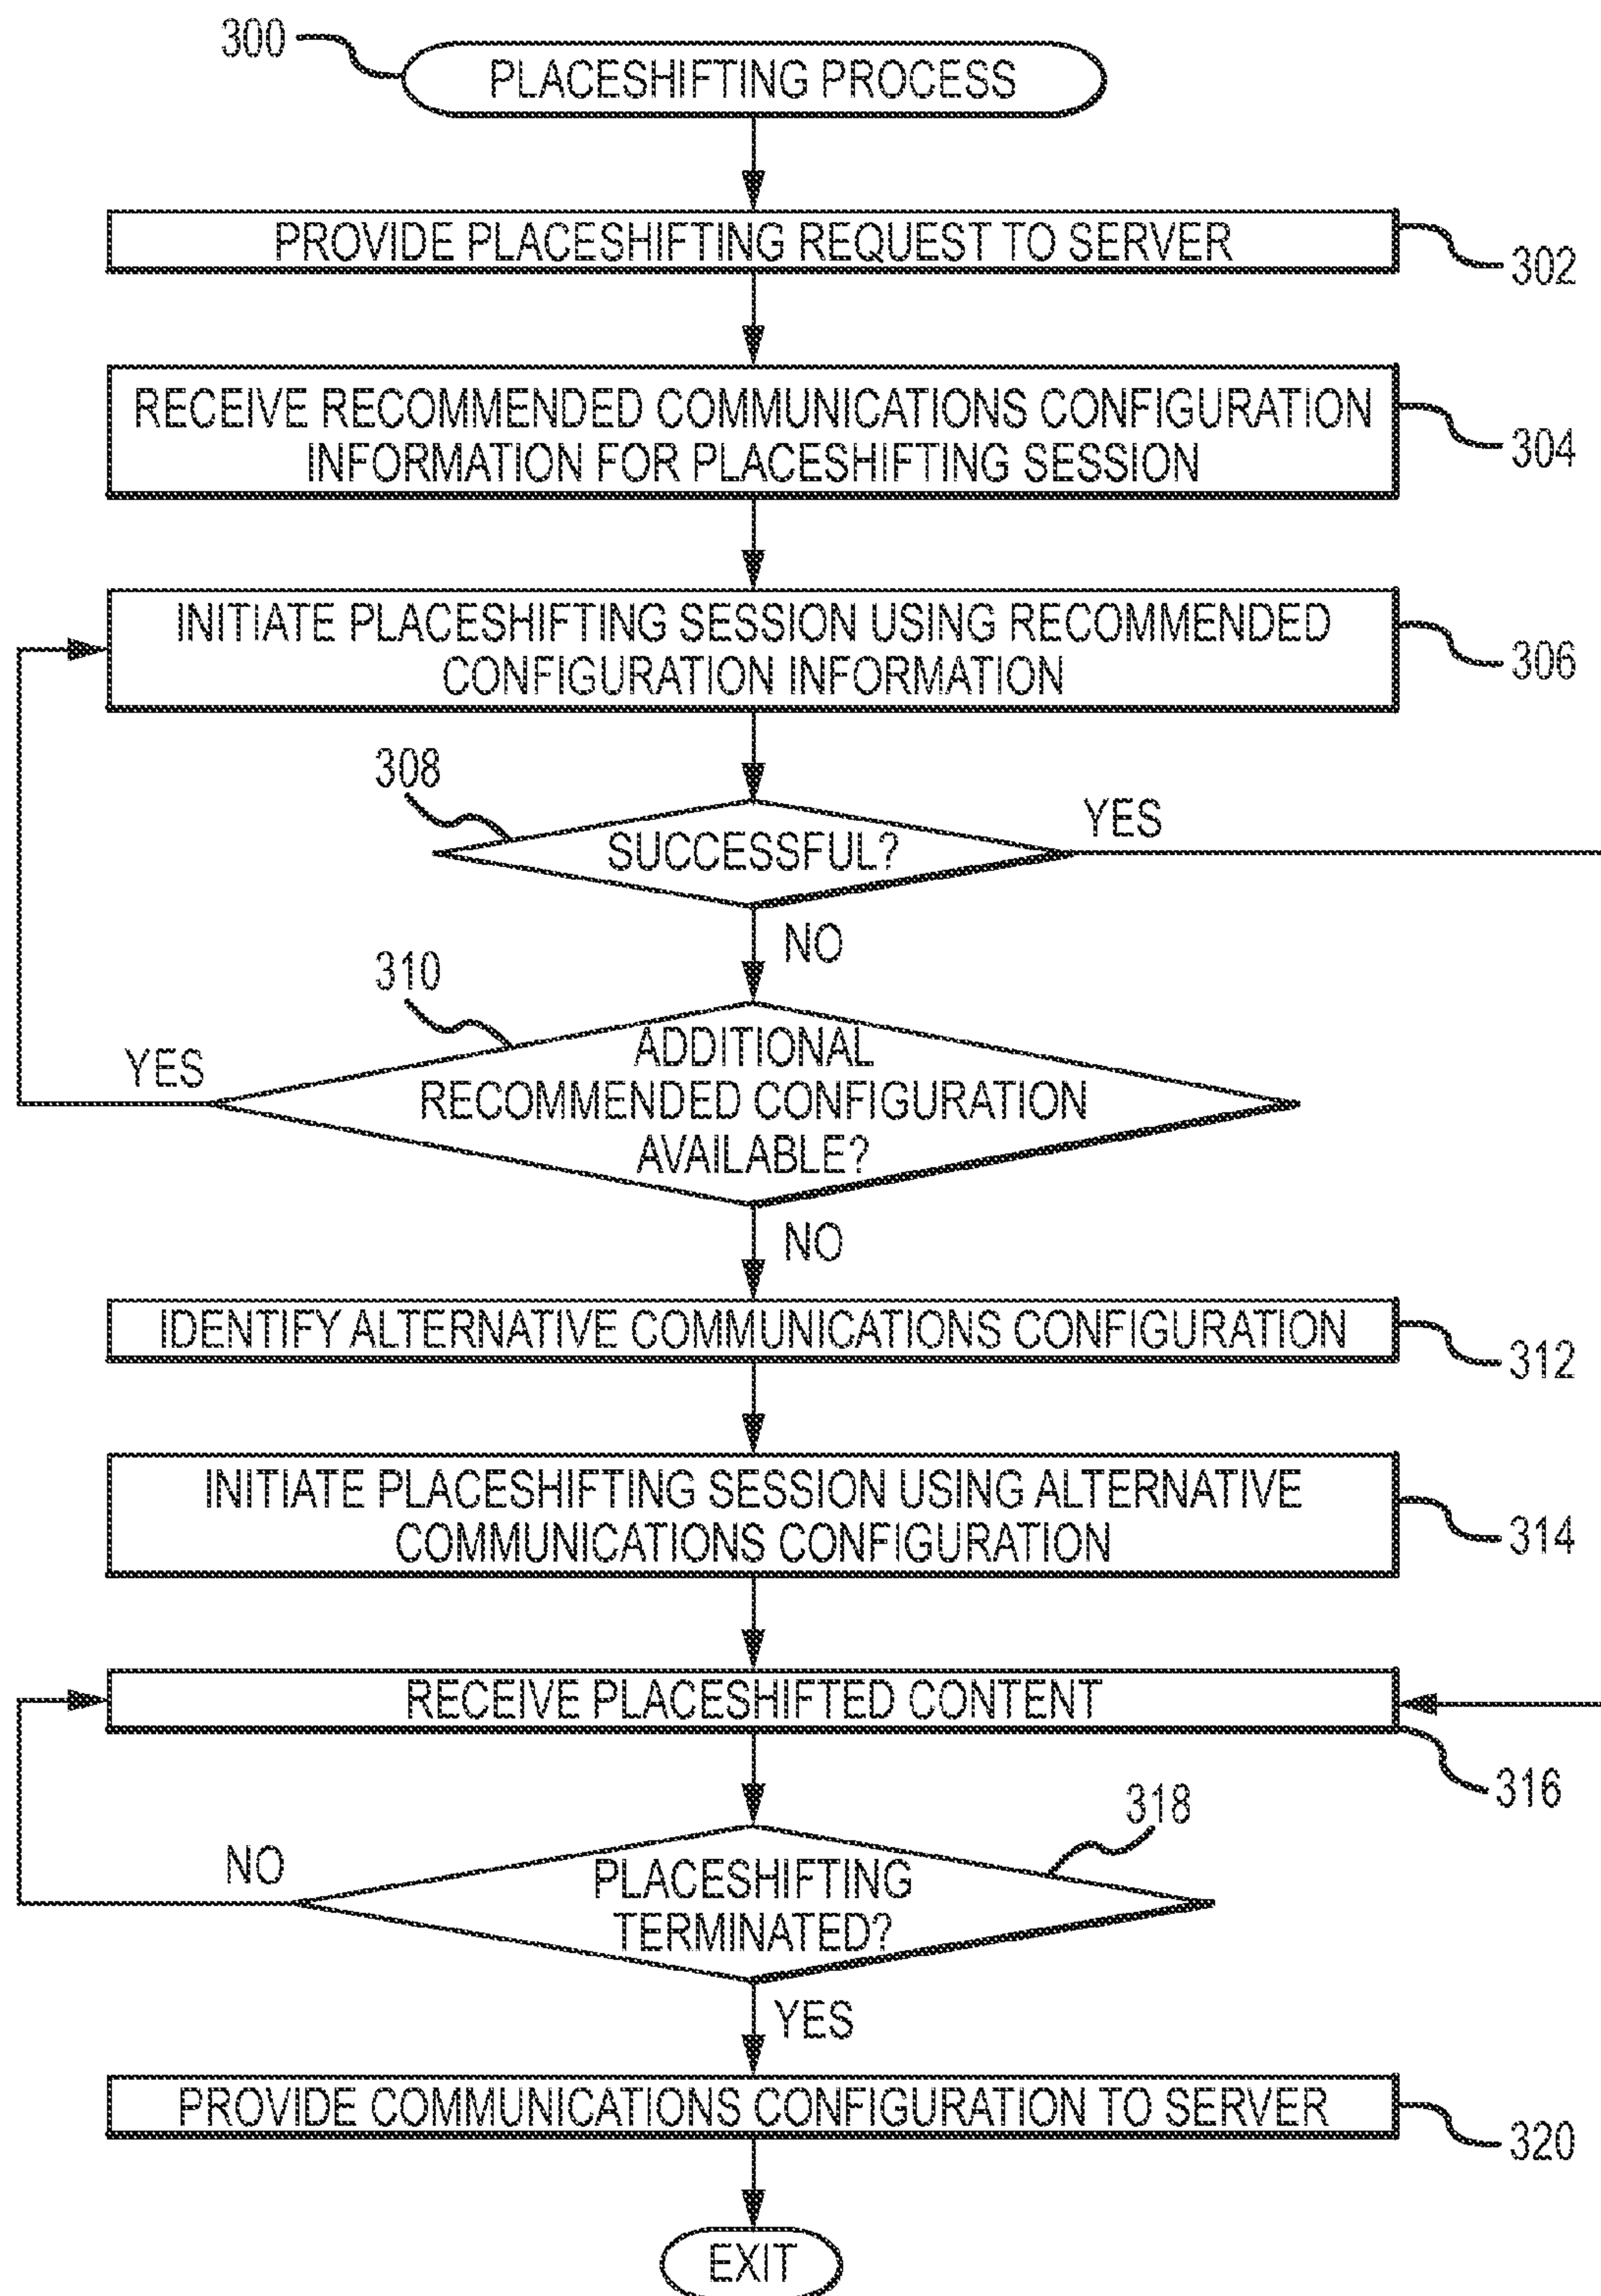 300
PLACESHIFTING PROCESS
PROVIDE PLACESHIFTING REQUEST TO SERVER
302
RECEIVE RECOMMENDED COMMUNICATIONS CONFIGURATION
INFORMATION FOR PLACESHIFTING SESSION
304
INITIATE PLACESHIFTING SESSION USING RECOMMENDED
CONFIGURATION INFORMATION
306
308
SUCCESSFUL?
YES
NO
310
ADDITIONAL
RECOMMENDED CONFIGURATION
AVAILABLE?
YES
NO
IDENTIFY ALTERNATIVE COMMUNICATIONS CONFIGURATION
312
INITIATE PLACESHIFTING SESSION USING ALTERNATIVE
COMMUNICATIONS CONFIGURATION
314
RECEIVE PLACESHIFTED CONTENT
316
318
PLACESHIFTING
TERMINATED?
NO
YES
PROVIDE COMMUNICATIONS CONFIGURATION TO SERVER
320
EXIT